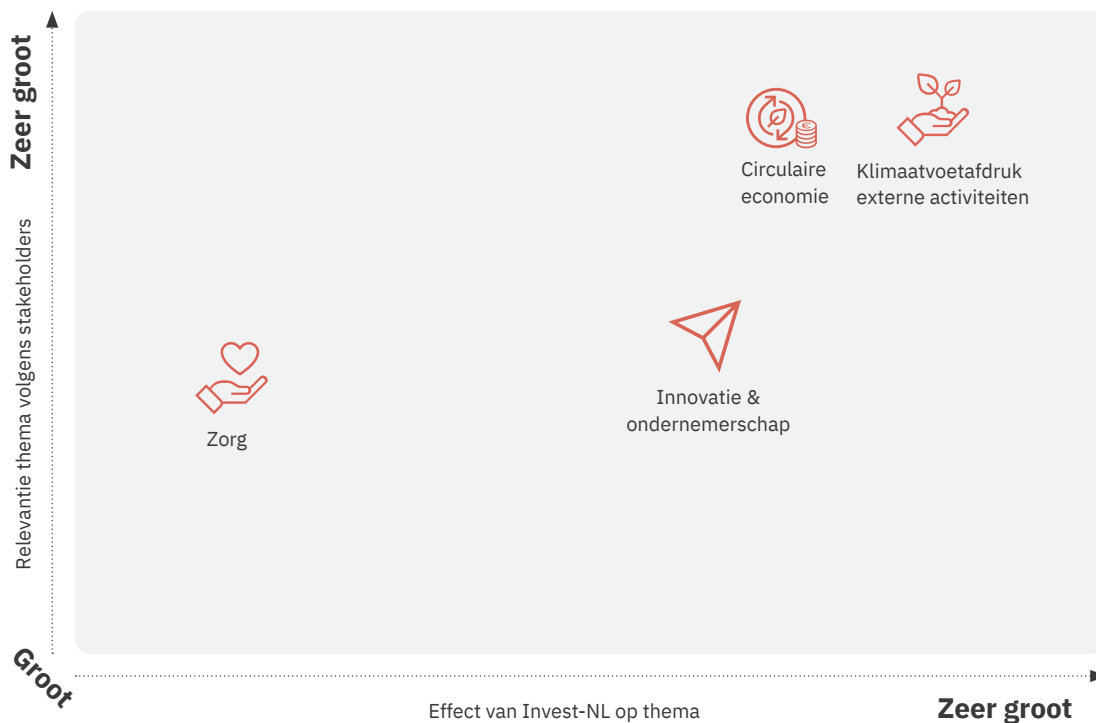 Zeer groot
Relevantie thema volgens stakeholders
Circulaire
economie
Klimaatvoetafdruk
externe activiteiten
Innovatie &
ondernemerschap
Zorg
Groot
Effect van Invest-NL op thema
Zeer groot